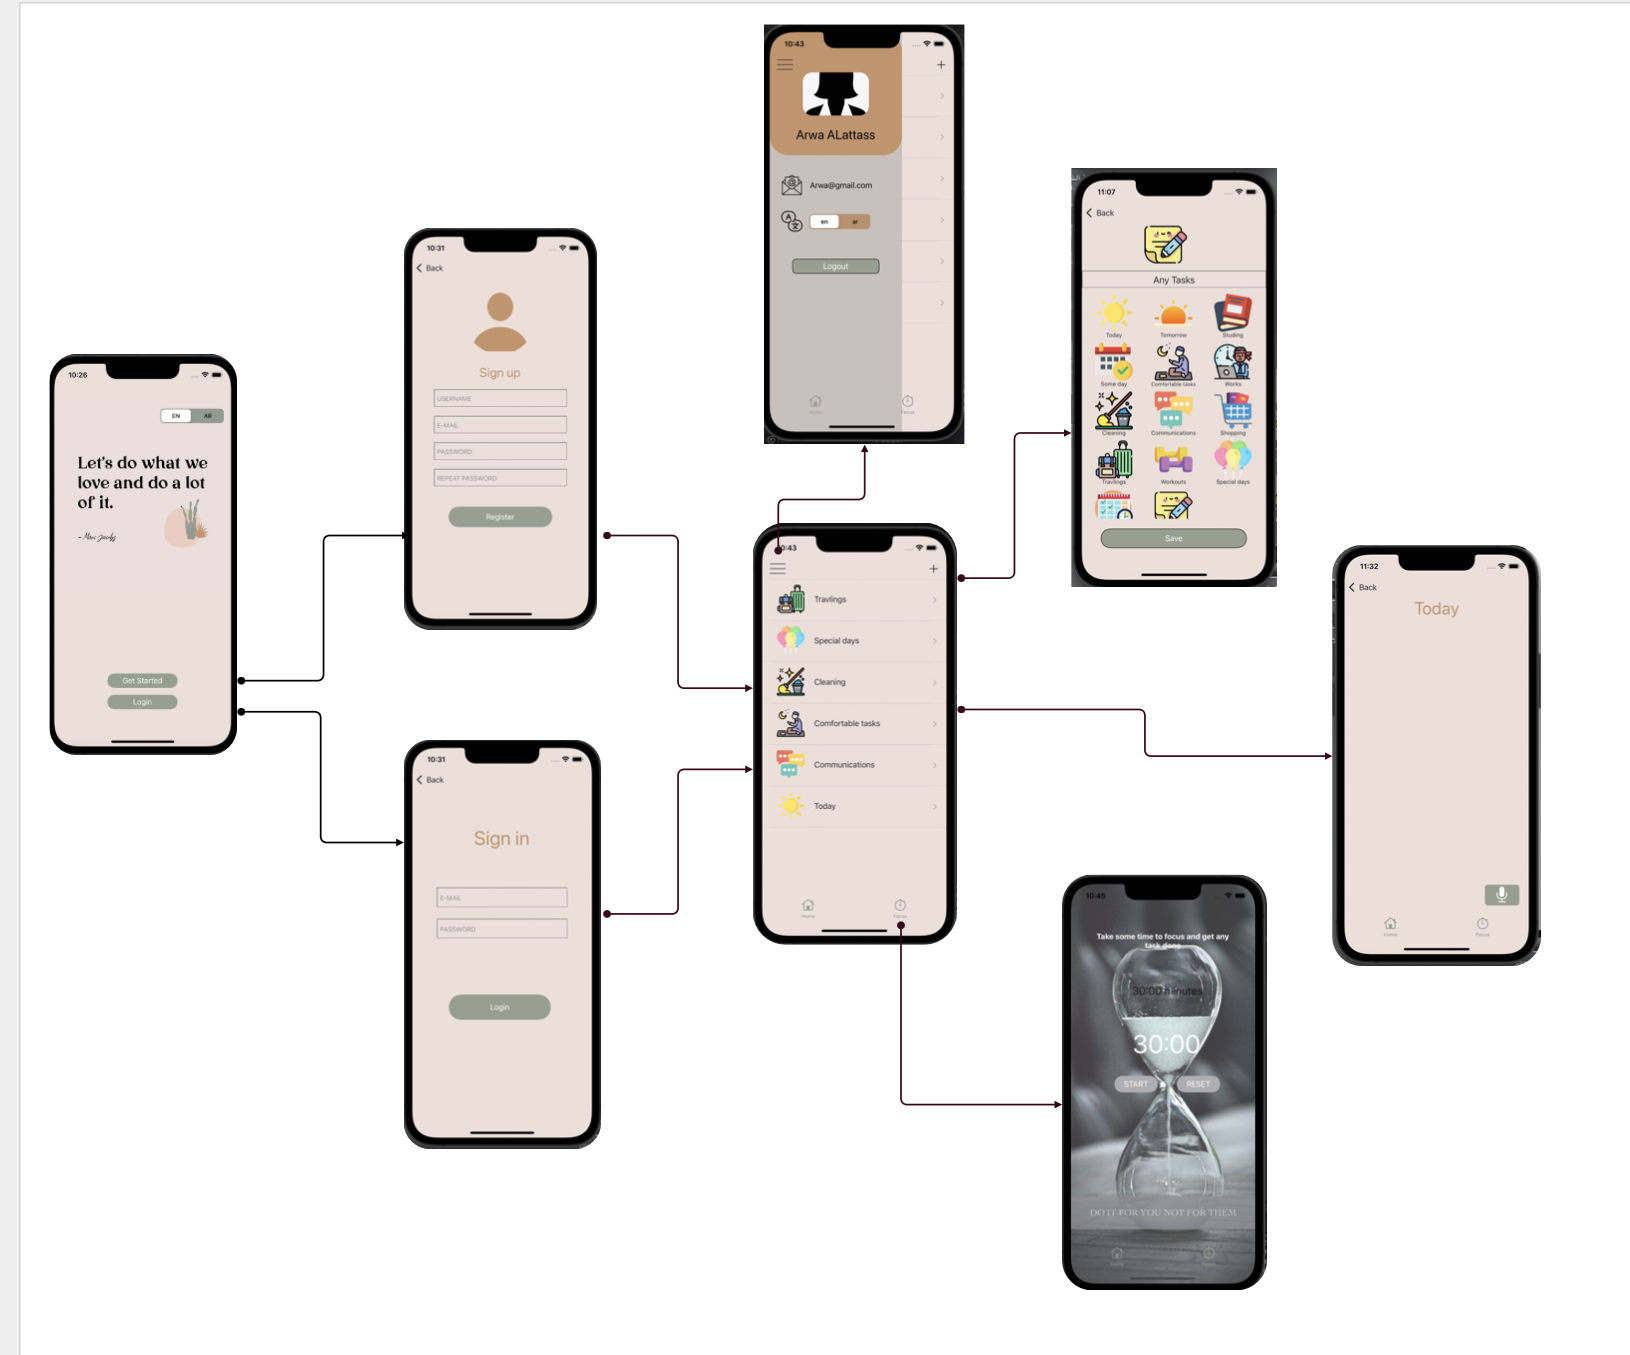 10:26
EN AR
Let's do what we
love and do a lot
of it.
- Marc Jacobs
Get Started
Login
10:31
Back
Sign up
USERNAME
E-MAIL
PASSWORD
REPEAT PASSWORD
Register
10:31
Back
Sign in
E-MAIL
PASSWORD
Login
10:43
+
Arwa ALattass
Arwa@gmail.com
en ar
Logout
Home Focus
10:43
+
Travlings
Special days
Cleaning
Comfortable tasks
Communications
Today
Home Focus
11:07
Back
Any Tasks
Today Tomorrow Studing
Some day Comfortable tasks Works
Cleaning Communications Shopping
Travlings Workouts Special days
Save
10:45
Take some time to focus and get any
task done
30:00 minutes
30:00
START RESET
DO IT FOR YOU NOT FOR THEM
Home Focus
11:32
Back
Today
Home Focus